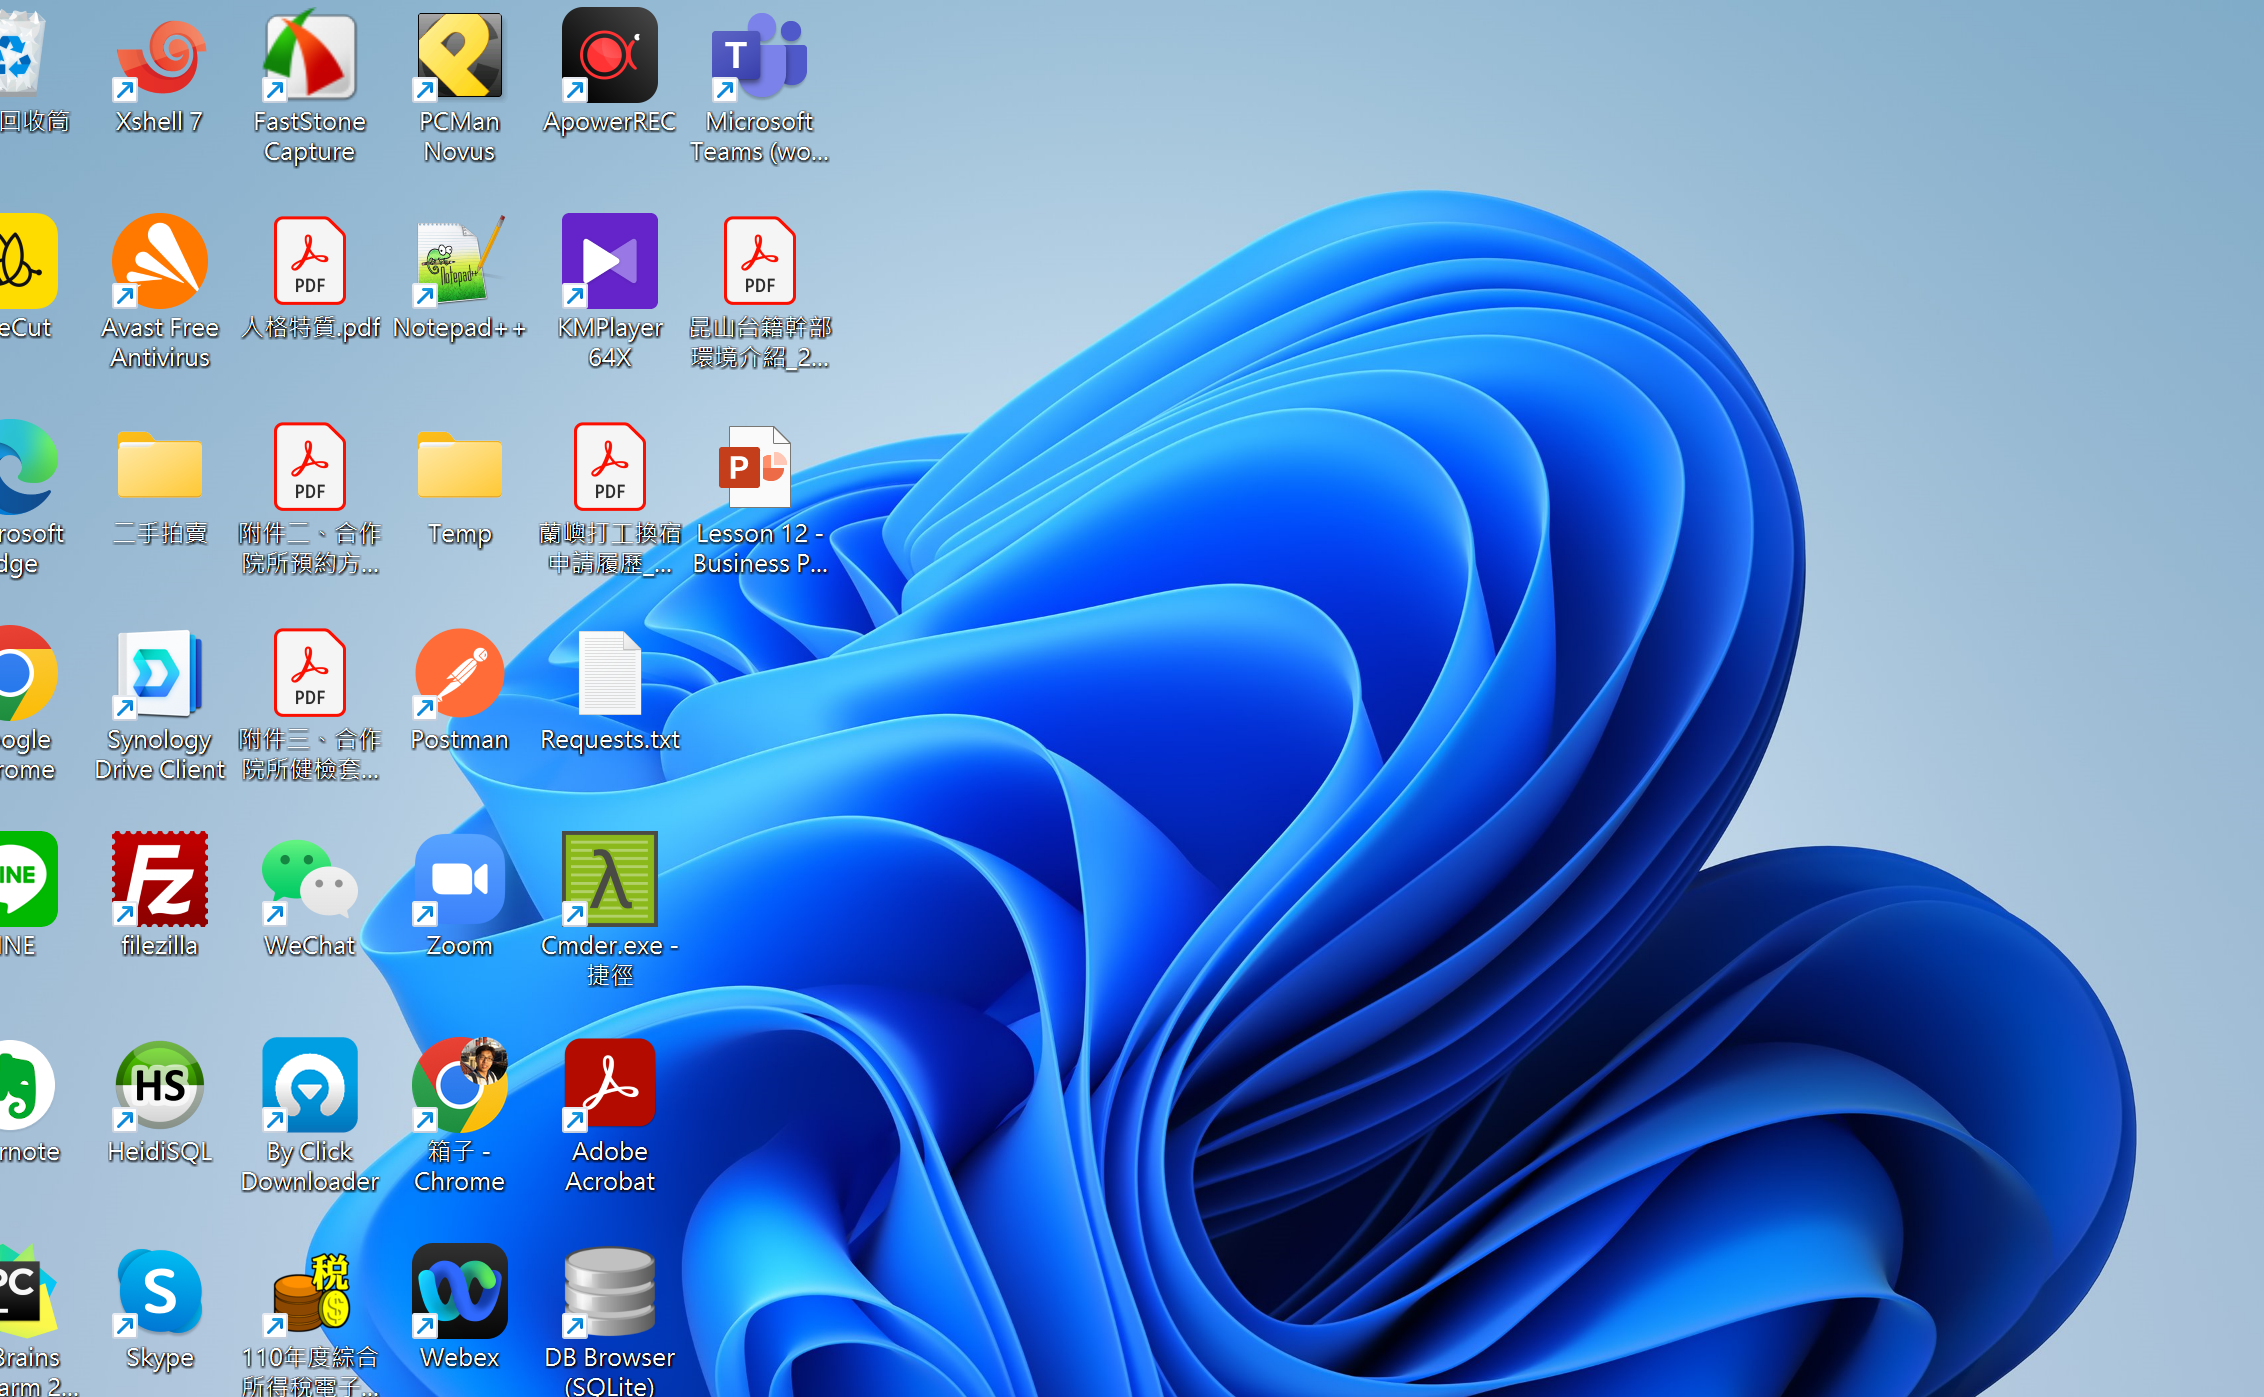 回收筒
Xshell 7
FastStone
Capture
PCMan
Novus
ApowerREC
Microsoft
Teams (wo...
eCut
Avast Free
Antivirus
PDF
人格特質.pdf
Notepad++
Notepad++
KMPlayer
64X
PDF
昆山台籍幹部
環境介紹_2...
rosoft
dge
二手拍賣
PDF
附件二、合作
院所預約方...
Temp
PDF
蘭嶼打工換宿
申請履歷_...
P
Lesson 12 -
Business P...
ogle
rome
Synology
Drive Client
PDF
附件三、合作
院所健檢套...
Postman
Requests.txt
INE
INE
Fz
filezilla
WeChat
Zoom
λ
Cmder.exe -
捷徑
rnote
HS
HeidiSQL
By Click
Downloader
箱子 -
Chrome
Adobe
Acrobat
PC
Brains
arm 2...
S
Skype
稅
$
110年度綜合
所得稅電子...
Webex
DB Browser
(SQLite)
T